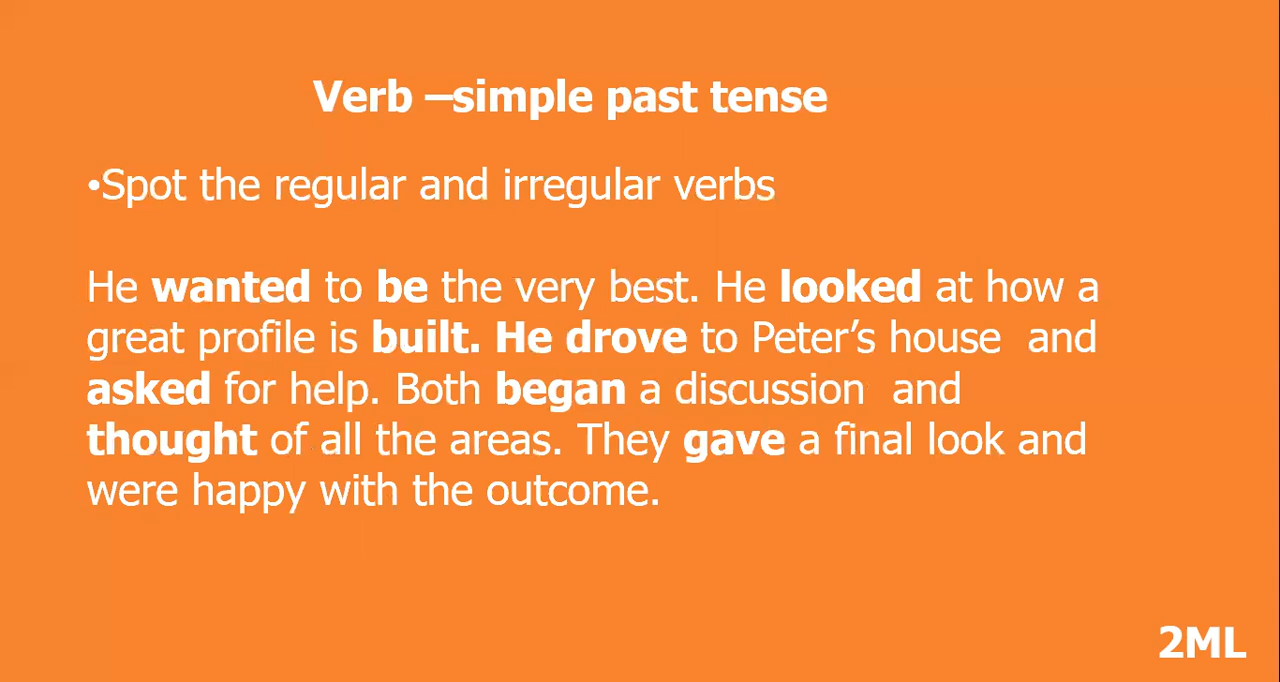 Verb –simple past tense
•Spot the regular and irregular verbs
He wanted to be the very best. He looked at how a
great profile is built. He drove to Peter’s house  and
asked for help. Both began a discussion  and
thought of all the areas. They gave a final look and
were happy with the outcome.
2ML